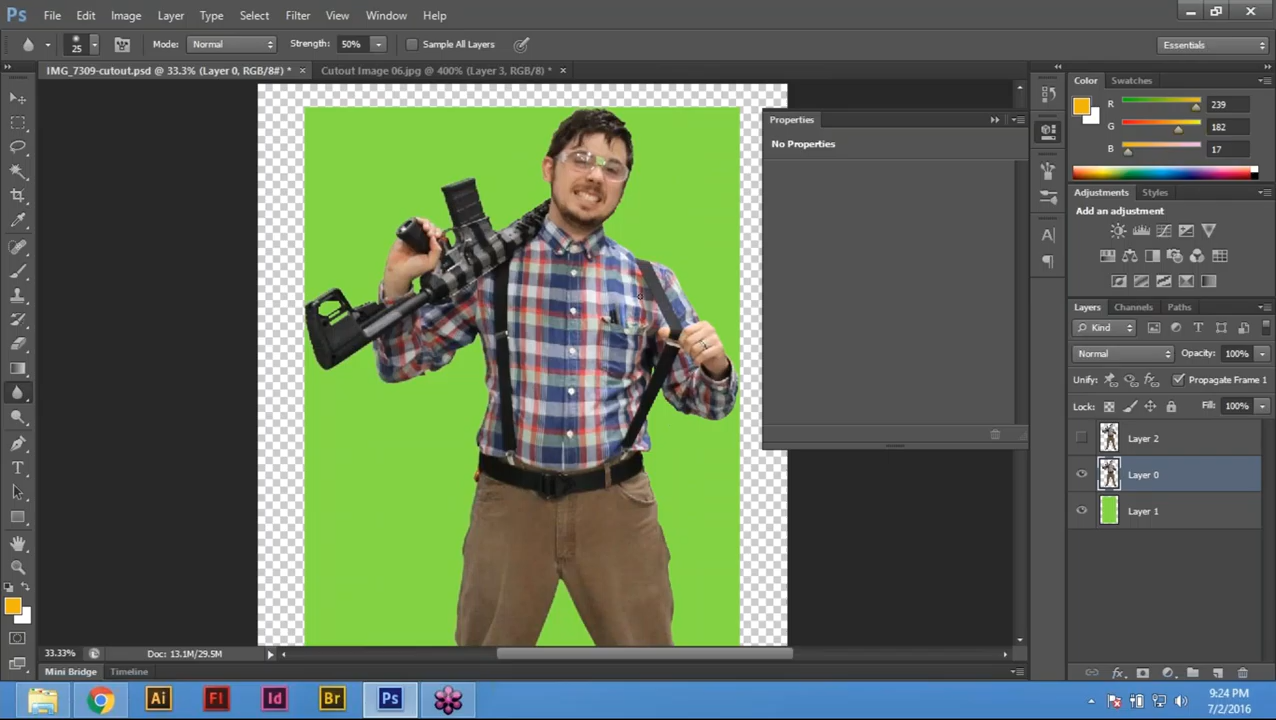 Ps File Edit Image Layer Type Select Filter View Window Help
25 Mode: Normal Strength: 50% Sample All Layers Essentials
IMG_7309-cutout.psd @ 33.3% (Layer 0, RGB/8#) * × Cutout Image 06.jpg @ 400% (Layer 3, RGB/8) * ×
Properties
No Properties
Color Swatches
R 239
G 182
B 17
Adjustments Styles
Add an adjustment
Layers Channels Paths
Kind
Normal Opacity: 100%
Unify: Propagate Frame 1
Lock: Fill: 100%
Layer 2
Layer 0
Layer 1
33.33% Doc: 13.1M/29.5M
Mini Bridge Timeline
Ai Fl Id Br Ps
9:24 PM
7/2/2016